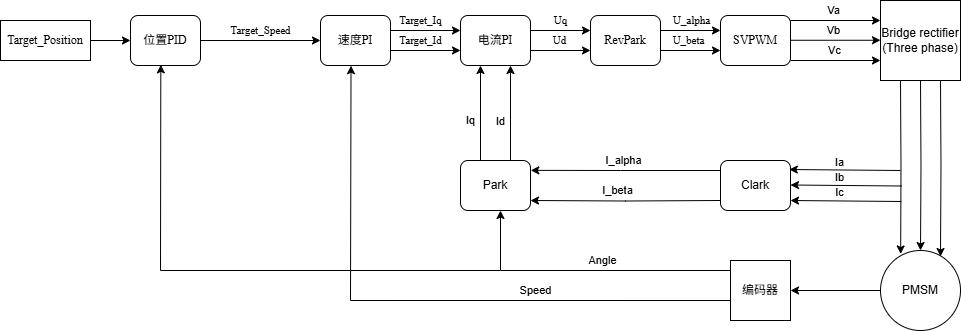 Target_Position
位置PID
Target_Speed
速度PI
Target_Iq
Target_Id
电流PI
Uq
Ud
RevPark
U_alpha
U_beta
SVPWM
Va
Vb
Vc
Bridge rectifier
(Three phase)
Iq
Id
Park
I_alpha
I_beta
Clark
Ia
Ib
Ic
Angle
Speed
编码器
PMSM